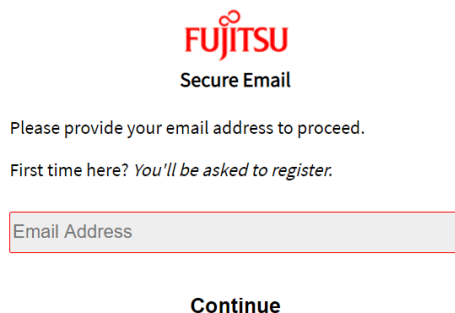 FUJITSU
Secure Email
Please provide your email address to proceed.
First time here? You'll be asked to register.
Email Address
Continue